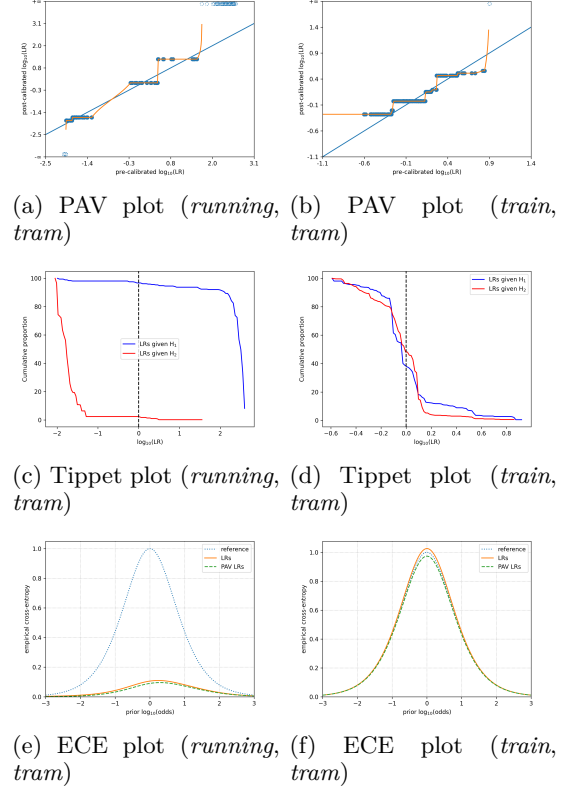 +∞
3.1
2.0
0.8
-0.3
-1.4
-2.5
-∞
post-calibrated log₁₀(LR)
-2.5 -1.4 -0.3 0.8 2.0 3.1
pre-calibrated log₁₀(LR)
+∞
1.4
0.9
0.4
-0.1
-0.6
-1.1
post-calibrated log₁₀(LR)
-1.1 -0.6 -0.1 0.4 0.9 1.4
pre-calibrated log₁₀(LR)
(a) PAV plot (running, (b) PAV plot (train,
tram) tram)
100
80
60
40
20
0
Cumulative proportion
LRs given H₁
LRs given H₂
−2 −1 0 1 2
log₁₀(LR)
100
80
60
40
20
0
Cumulative proportion
LRs given H₁
LRs given H₂
−0.6 −0.4 −0.2 0.0 0.2 0.4 0.6 0.8
log₁₀(LR)
(c) Tippet plot (running, (d) Tippet plot (train,
tram) tram)
1.0
0.8
0.6
0.4
0.2
0.0
empirical cross-entropy
reference
LRs
PAV LRs
−3 −2 −1 0 1 2 3
prior log₁₀(odds)
1.0
0.8
0.6
0.4
0.2
0.0
empirical cross-entropy
reference
LRs
PAV LRs
−3 −2 −1 0 1 2 3
prior log₁₀(odds)
(e) ECE plot (running, (f) ECE plot (train,
tram) tram)